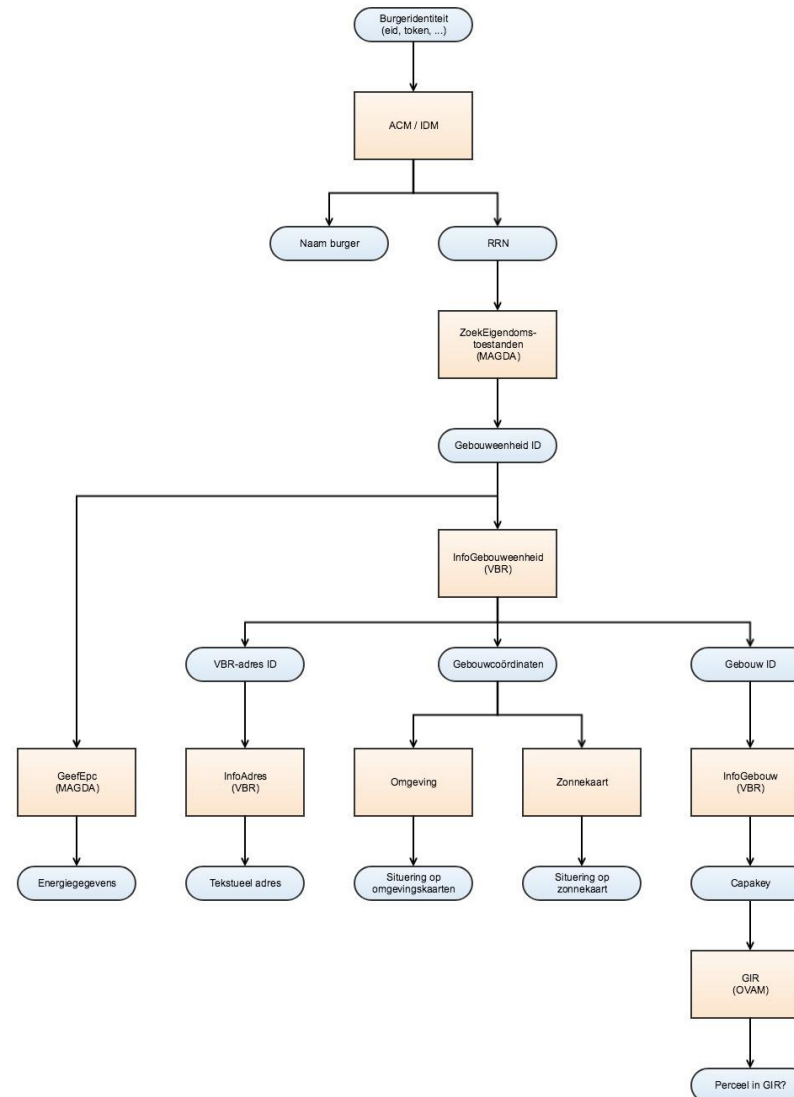 Burgeridentiteit
(eid, token, ...)
ACM / IDM
Naam burger
RRN
ZoekEigendoms-
toestanden
(MAGDA)
Gebouweenheid ID
InfoGebouweenheid
(VBR)
VBR-adres ID
Gebouwcoördinaten
Gebouw ID
GeefEpc
(MAGDA)
InfoAdres
(VBR)
Omgeving
Zonnekaart
InfoGebouw
(VBR)
Energiegegevens
Tekstueel adres
Situering op
omgevingskaarten
Situering op
zonnekaart
Capakey
GIR
(OVAM)
Perceel in GIR?